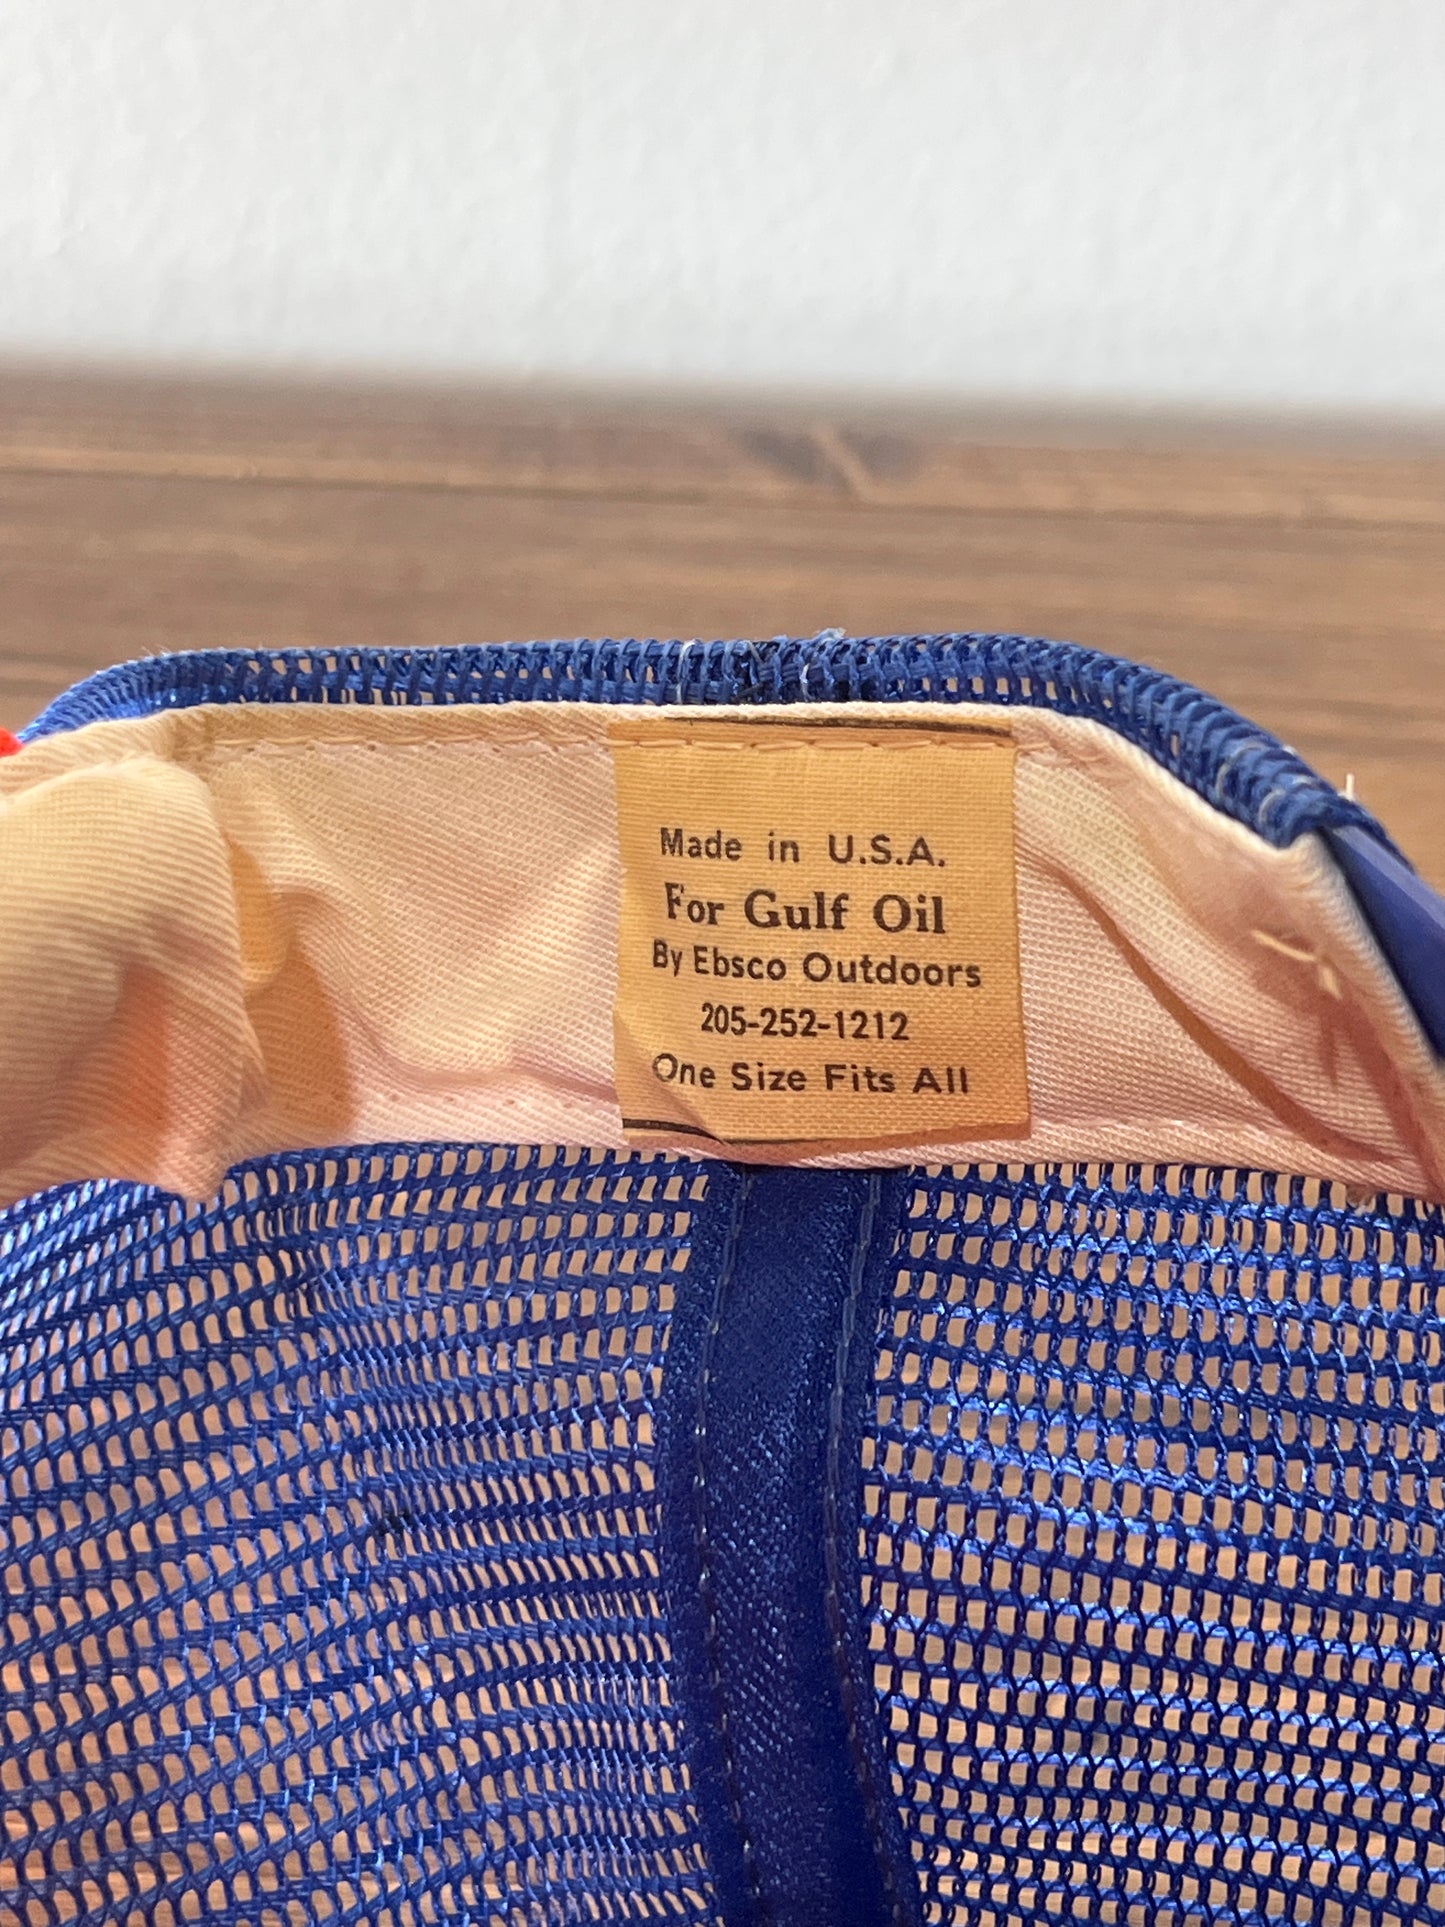 Made in U.S.A.
For Gulf Oil
By Ebsco Outdoors
205-252-1212
One Size Fits All